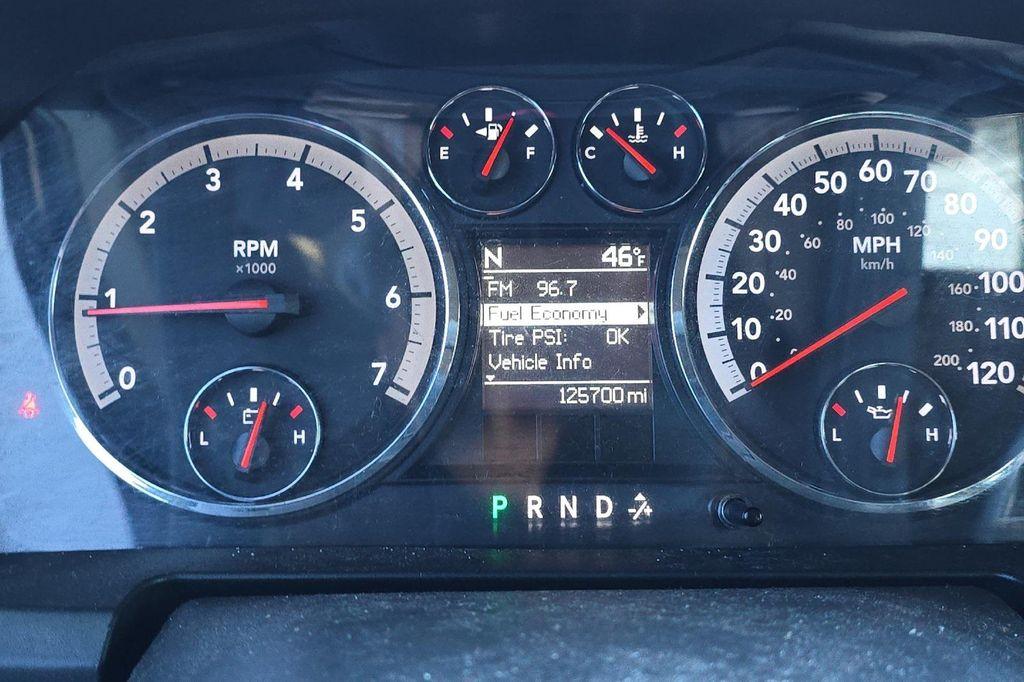 E F
C H
0 1 2 3 4 5 6 7
RPM
x1000
L H
N 46°F
FM 96.7
Fuel Economy
Tire PSI: OK
Vehicle Info
125700 mi
P R N D
0 10 20 30 40 50 60 70 80 90 100 110 120
MPH
km/h
0 20 40 60 80 100 120 140 160 180 200
L H